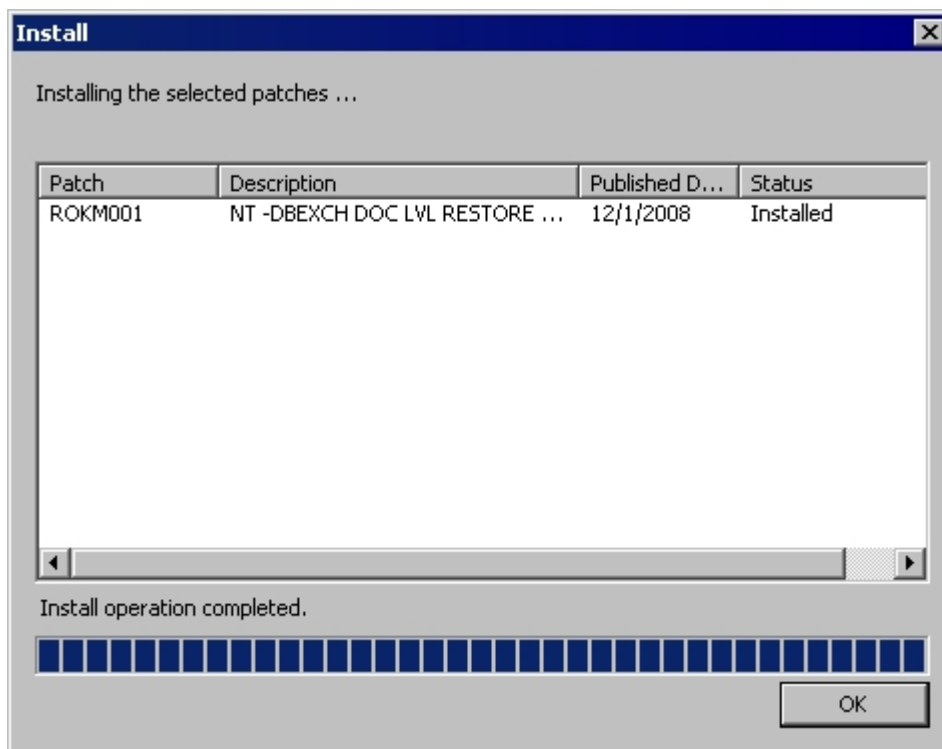 Install
Installing the selected patches ...
Patch Description Published D... Status
ROKM001 NT -DBEXCH DOC LVL RESTORE ... 12/1/2008 Installed
Install operation completed.
OK